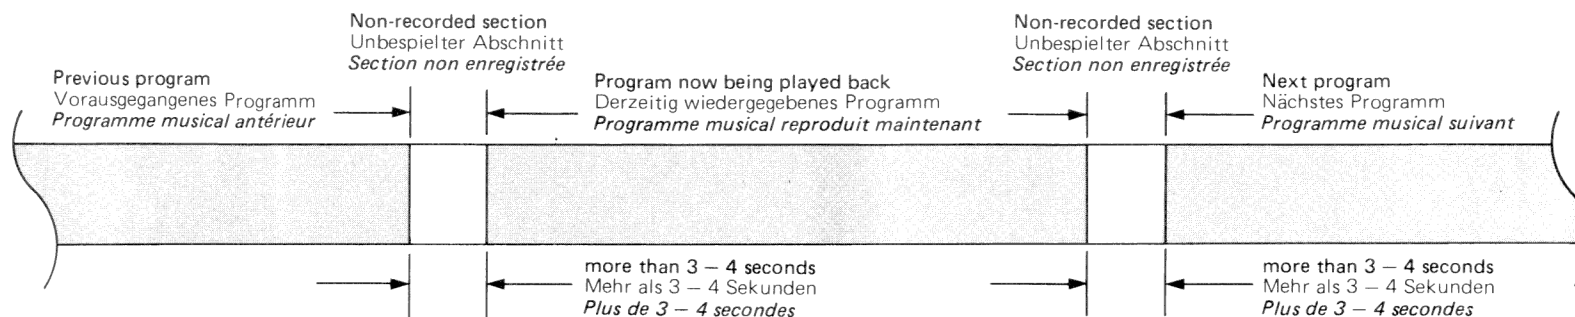 Non-recorded section
Unbespielter Abschnitt
Section non enregistrée
Non-recorded section
Unbespielter Abschnitt
Section non enregistrée
Previous program
Vorausgegangenes Programm
Programme musical antérieur
Program now being played back
Derzeitig wiedergegebenes Programm
Programme musical reproduit maintenant
Next program
Nächstes Programm
Programme musical suivant
more than 3 – 4 seconds
Mehr als 3 – 4 Sekunden
Plus de 3 – 4 secondes
more than 3 – 4 seconds
Mehr als 3 – 4 Sekunden
Plus de 3 – 4 secondes